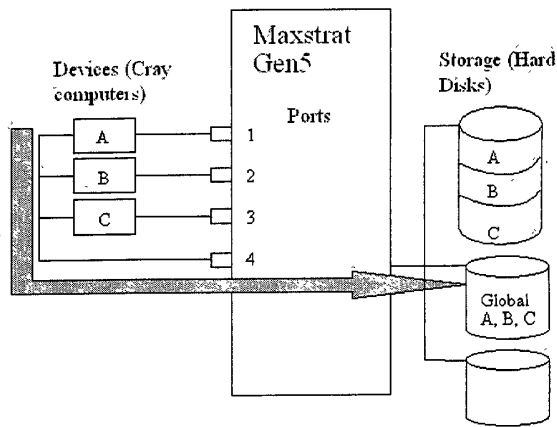 Maxstrat
Gen5
Devices (Cray
computers)
Storage (Hard
Disks)
Ports
A
1
B
2
C
3
4
A
B
C
Global
A, B, C